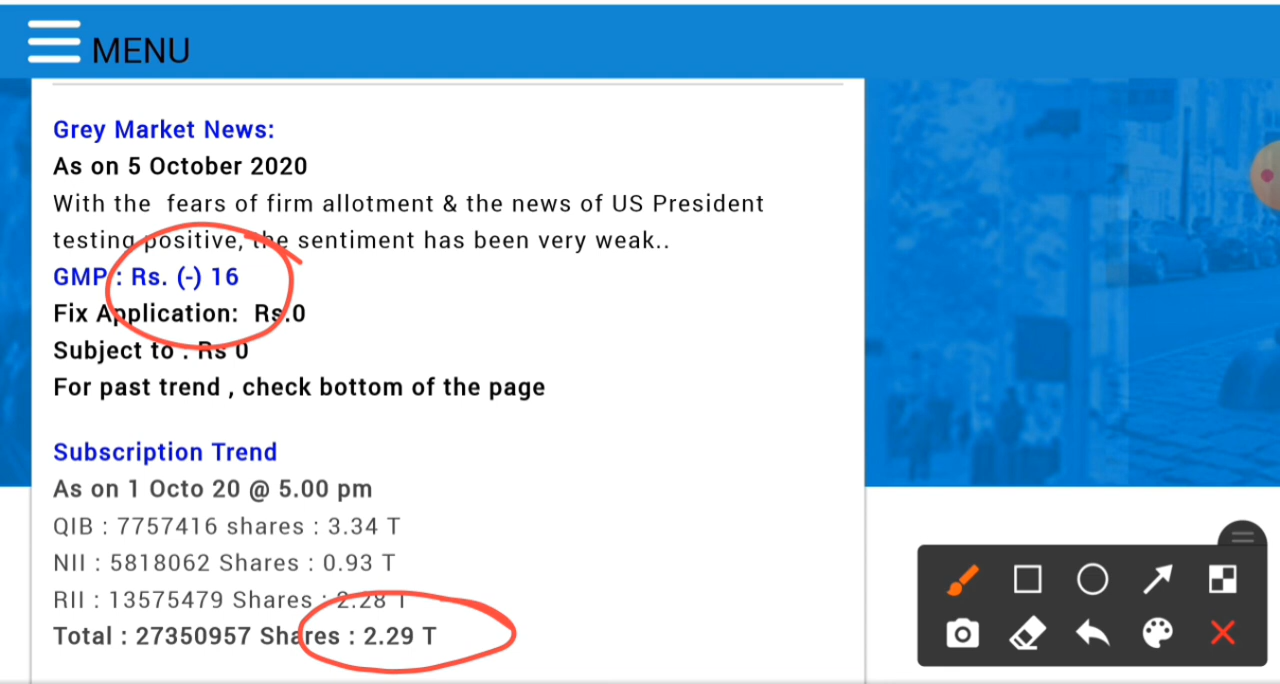 MENU
Grey Market News:
As on 5 October 2020
With the fears of firm allotment & the news of US President
testing positive, the sentiment has been very weak..
GMP : Rs. (-) 16
Fix Application: Rs.0
Subject to : Rs 0
For past trend , check bottom of the page
Subscription Trend
As on 1 Octo 20 @ 5.00 pm
QIB : 7757416 shares : 3.34 T
NII : 5818062 Shares : 0.93 T
RII : 13575479 Shares : 2.28 T
Total : 27350957 Shares : 2.29 T